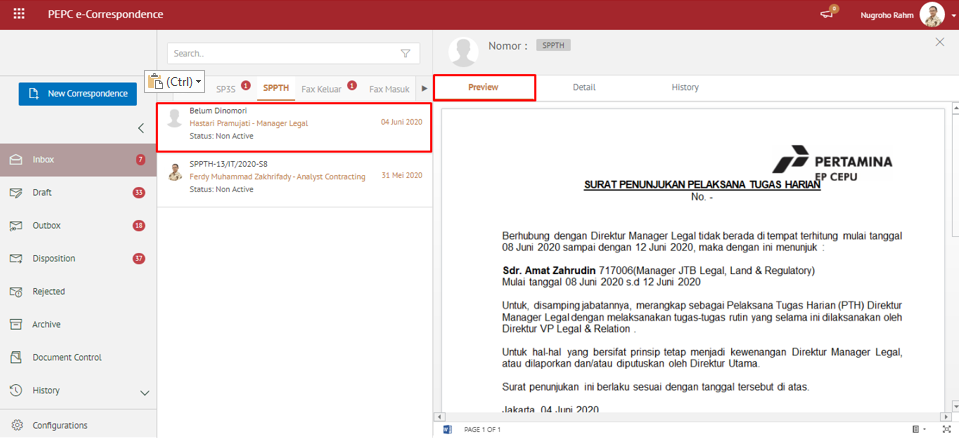 PEPC e-Correspondence
0
Nugroho Rahm
New Correspondence
Inbox 7
Draft 33
Outbox 18
Disposition 37
Rejected
Archive
Document Control
History
Configurations
Search..
(Ctrl)
SP3S 1 SPPTH Fax Keluar 1 Fax Masuk
Belum Dinomori
Hastari Pramujati - Manager Legal 04 Juni 2020
Status: Non Active
SPPTH-13/IT/2020-S8
Ferdy Muhammad Zakhrifady - Analyst Contracting 31 Mei 2020
Status: Non Active
Nomor : SPPTH
Preview Detail History
PERTAMINA
EP CEPU
SURAT PENUNJUKAN PELAKSANA TUGAS HARIAN
No. -
Berhubung dengan Direktur Manager Legal tidak berada di tempat terhitung mulai tanggal
08 Juni 2020 sampai dengan 12 Juni 2020, maka dengan ini menunjuk :
Sdr. Amat Zahrudin 717006(Manager JTB Legal, Land & Regulatory)
Mulai tanggal 08 Juni 2020 s.d 12 Juni 2020
Untuk, disamping jabatannya, merangkap sebagai Pelaksana Tugas Harian (PTH) Direktur
Manager Legal dengan melaksanakan tugas-tugas rutin yang selama ini dilaksanakan oleh
Direktur VP Legal & Relation .
Untuk hal-hal yang bersifat prinsip tetap menjadi kewenangan Direktur Manager Legal,
atau dilaporkan dan/atau diputuskan oleh Direktur Utama.
Surat penunjukan ini berlaku sesuai dengan tanggal tersebut di atas.
Jakarta, 04 Juni 2020
PAGE 1 OF 1